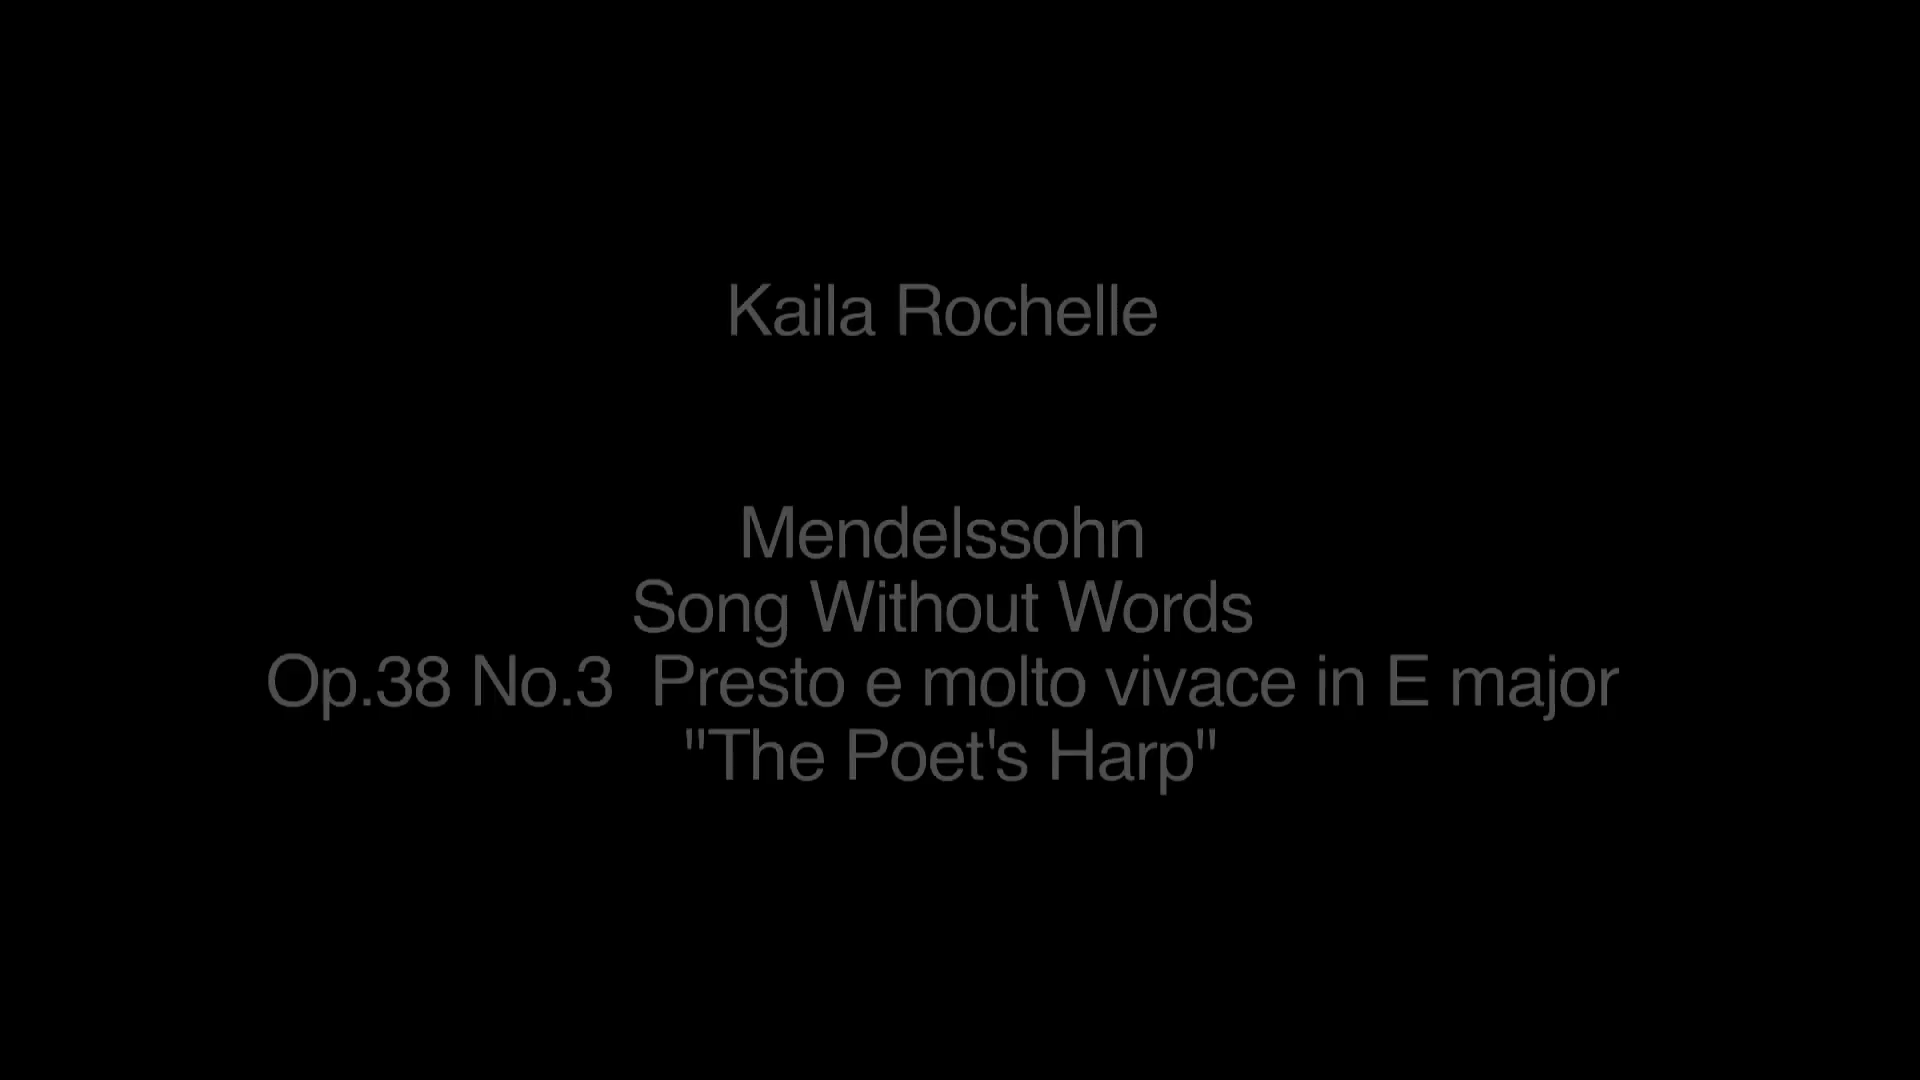 Kaila Rochelle
Mendelssohn
Song Without Words
Op.38 No.3  Presto e molto vivace in E major
"The Poet's Harp"